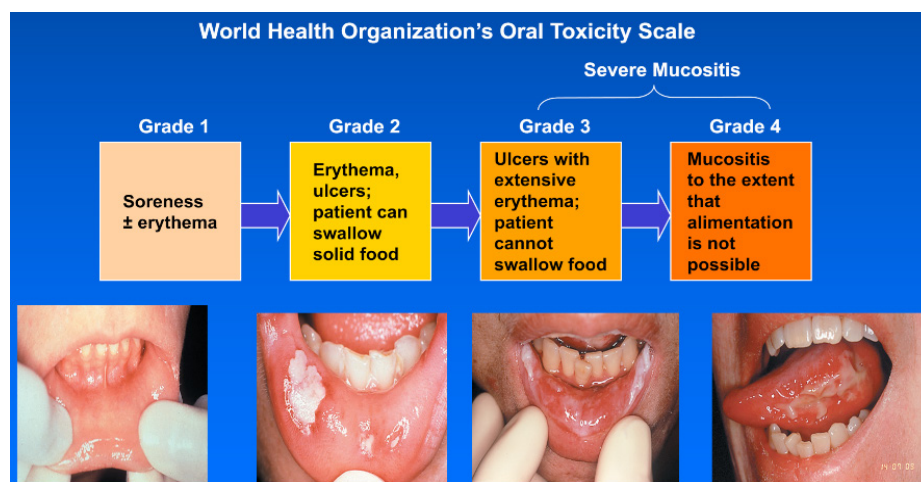 World Health Organization's Oral Toxicity Scale
Severe Mucositis
Grade 1
Grade 2
Grade 3
Grade 4
Soreness
± erythema
Erythema,
ulcers;
patient can
swallow
solid food
Ulcers with
extensive
erythema;
patient
cannot
swallow food
Mucositis
to the extent
that
alimentation
is not
possible